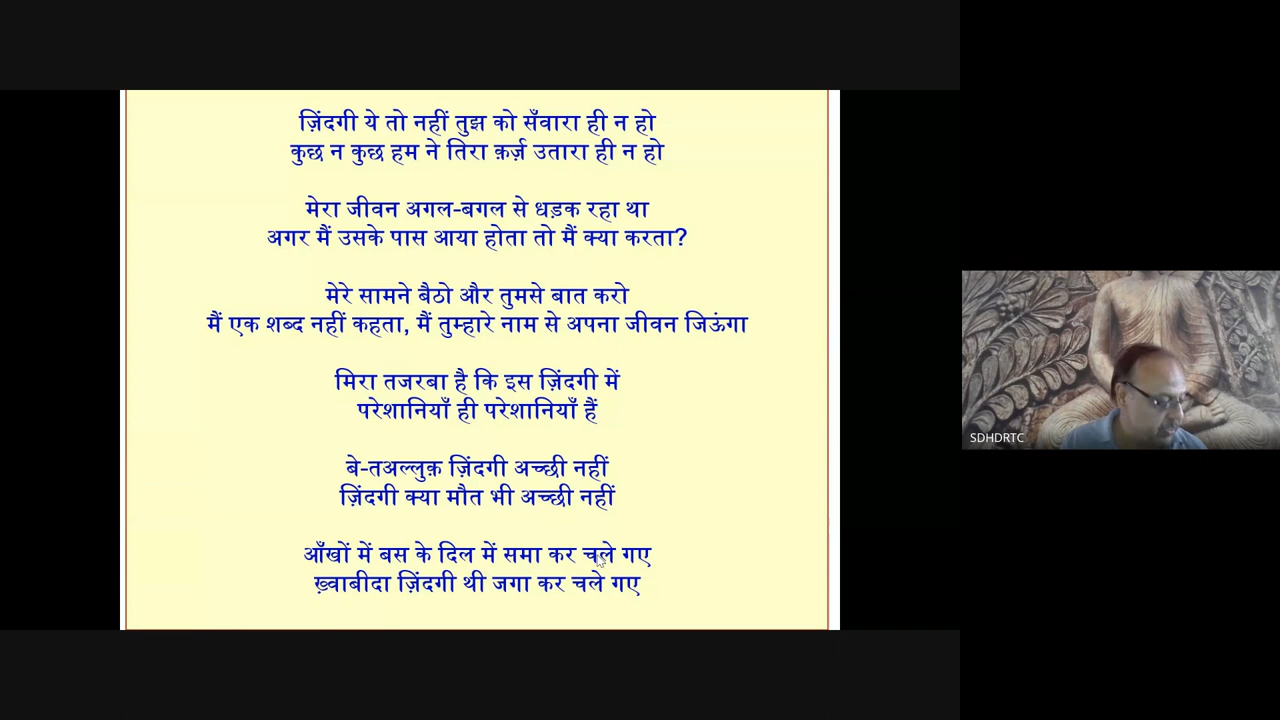 ज़िंदगी ये तो नहीं तुझ को सँवारा ही न हो
कुछ न कुछ हम ने तिरा क़र्ज़ उतारा ही न हो
मेरा जीवन अगल-बगल से धड़क रहा था
अगर मैं उसके पास आया होता तो मैं क्या करता?
मेरे सामने बैठो और तुमसे बात करो
मैं एक शब्द नहीं कहता, मैं तुम्हारे नाम से अपना जीवन जिऊंगा
मिरा तजरबा है कि इस ज़िंदगी में
परेशानियाँ ही परेशानियाँ हैं
बे-तअल्लुक़ ज़िंदगी अच्छी नहीं
ज़िंदगी क्या मौत भी अच्छी नहीं
आँखों में बस के दिल में समा कर चले गए
ख़्वाबीदा ज़िंदगी थी जगा कर चले गए
SDHDRTC